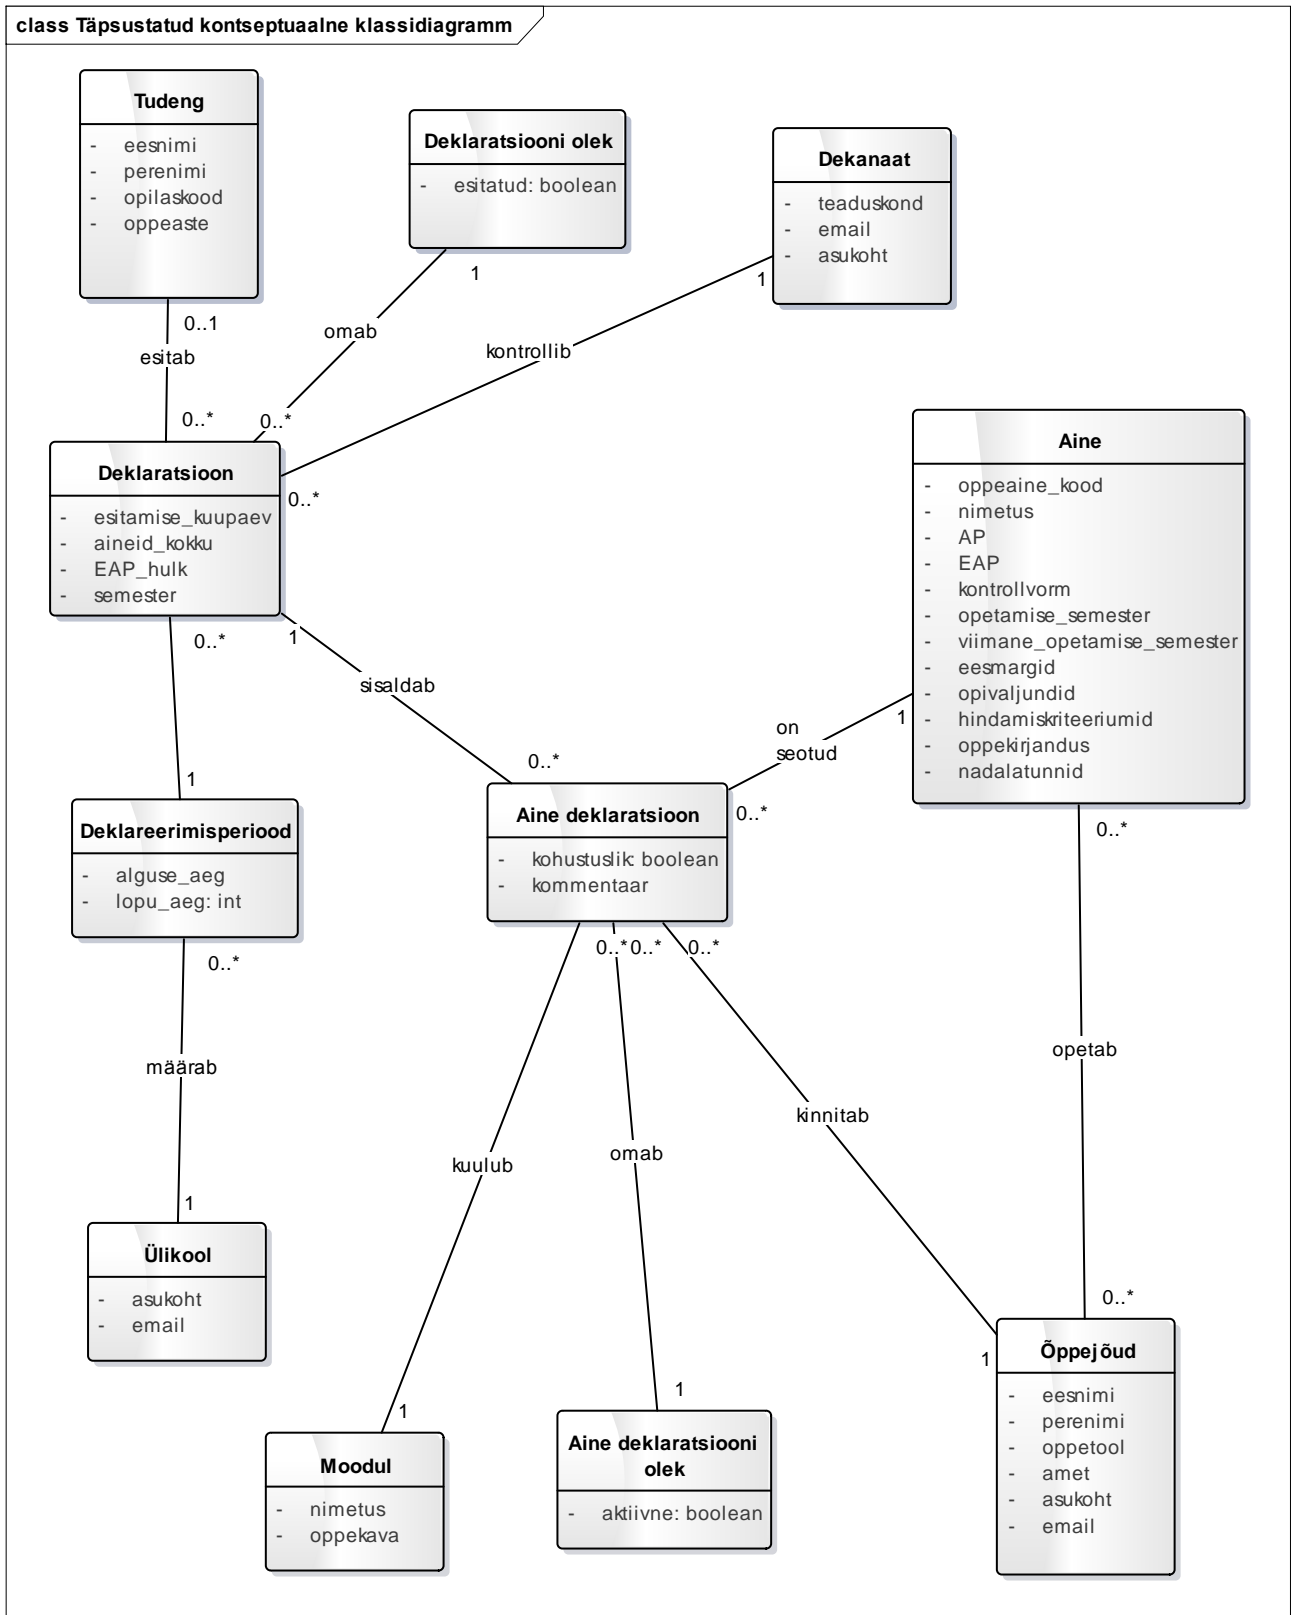 class Täpsustatud kontseptuaalne klassidiagramm
Tudeng
- eesnimi
- perenimi
- opilaskood
- oppeaste
Deklaratsiooni olek
- esitatud: boolean
Dekanaat
- teaduskond
- email
- asukoht
0..1
esitab
0..*
1
omab
0..*
1
kontrollib
0..*
Deklaratsioon
- esitamise_kuupaev
- aineid_kokku
- EAP_hulk
- semester
Aine
- oppeaine_kood
- nimetus
- AP
- EAP
- kontrollvorm
- opetamise_semester
- viimane_opetamise_semester
- eesmargid
- opivaljundid
- hindamiskriteeriumid
- oppekirjandus
- nadalatunnid
0..*
1
1
sisaldab
0..*
1
on
seotud
0..*
Deklareerimisperiood
- alguse_aeg
- lopu_aeg: int
Aine deklaratsioon
- kohustuslik: boolean
- kommentaar
0..*
määrab
1
0..*
0..*
0..*
0..*
opetab
0..*
kinnitab
1
omab
1
kuulub
1
Ülikool
- asukoht
- email
Moodul
- nimetus
- oppekava
Aine deklaratsiooni
olek
- aktiivne: boolean
Õppejõud
- eesnimi
- perenimi
- oppetool
- amet
- asukoht
- email